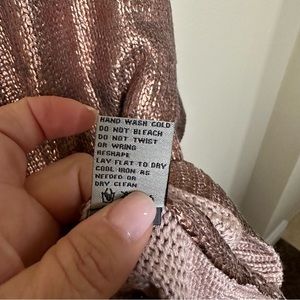 HAND WASH COLD
DO NOT BLEACH
DO NOT TWIST
OR WRING
RESHAPE
LAY FLAT TO DRY
COOL IRON AS
NEEDED OR
DRY CLEAN